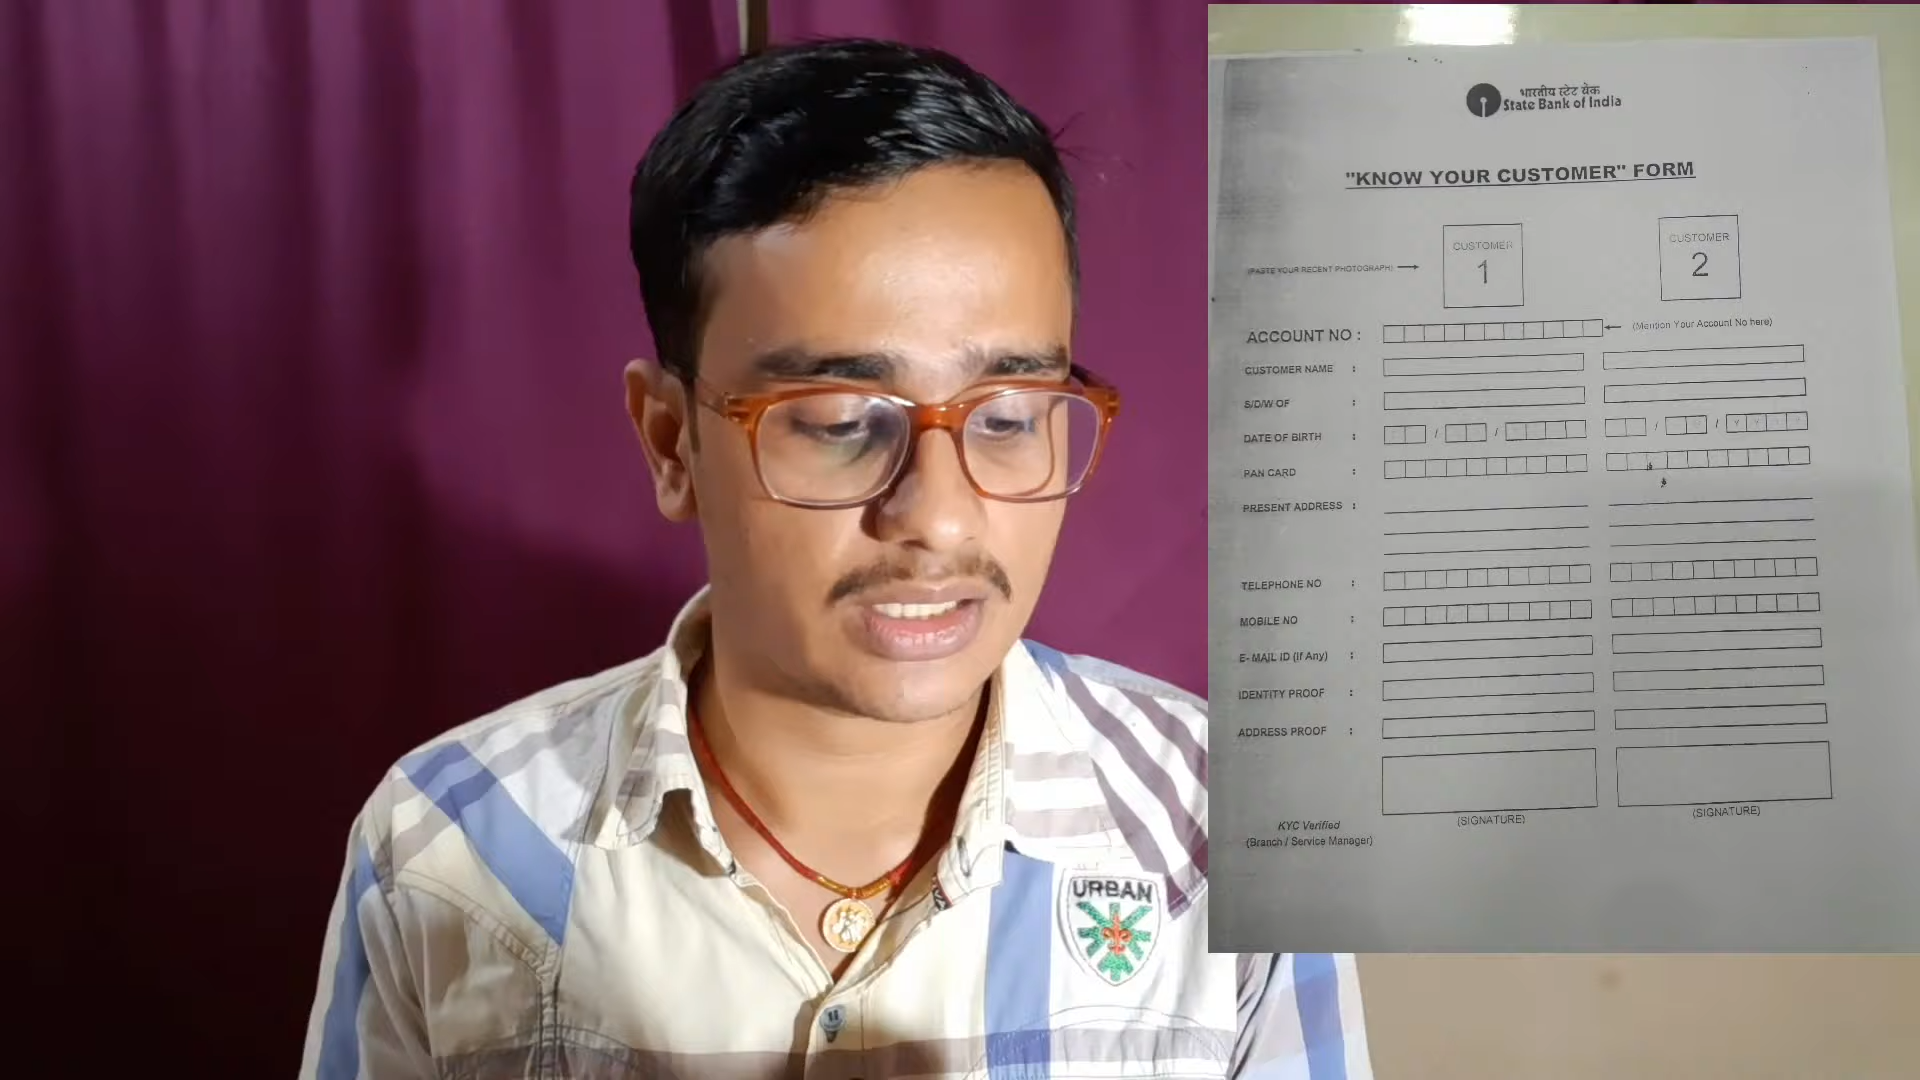 भारतीय स्टेट बैंक
State Bank of India
"KNOW YOUR CUSTOMER" FORM
CUSTOMER
1
CUSTOMER
2
(PASTE YOUR RECENT PHOTOGRAPH)
ACCOUNT NO :
(Mention Your Account No here)
CUSTOMER NAME :
S/D/W OF :
DATE OF BIRTH : / / / /
PAN CARD :
PRESENT ADDRESS :
TELEPHONE NO :
MOBILE NO :
E- MAIL ID (If Any) :
IDENTITY PROOF :
ADDRESS PROOF :
(SIGNATURE) (SIGNATURE)
KYC Verified
(Branch / Service Manager)
URBAN